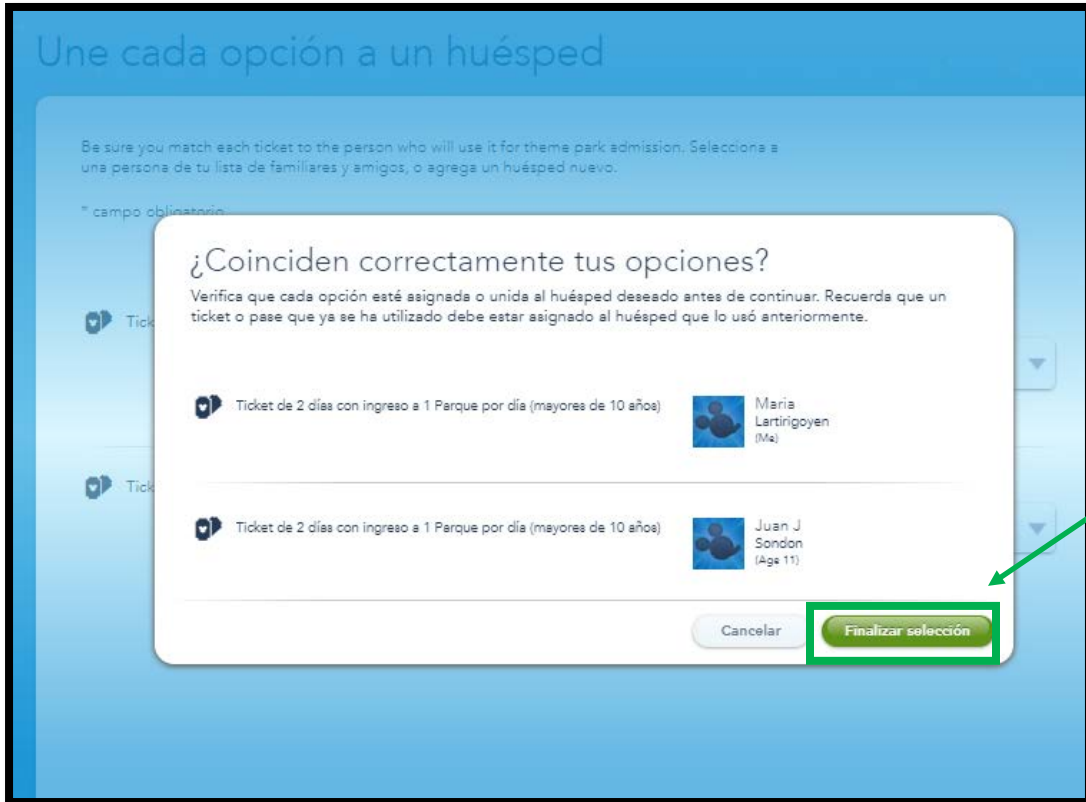 Une cada opción a un huésped
Be sure you match each ticket to the person who will use it for theme park admission. Selecciona a
una persona de tu lista de familiares y amigos, o agrega un huésped nuevo.
* campo obligatorio
¿Coinciden correctamente tus opciones?
Verifica que cada opción esté asignada o unida al huésped deseado antes de continuar. Recuerda que un
ticket o pase que ya se ha utilizado debe estar asignado al huésped que lo usó anteriormente.
Tick
Ticket de 2 días con ingreso a 1 Parque por día (mayores de 10 años)
Maria
Lartirigoyen
(Me)
Tick
Ticket de 2 días con ingreso a 1 Parque por día (mayores de 10 años)
Juan J
Sondon
(Age 11)
Cancelar
Finalizar selección